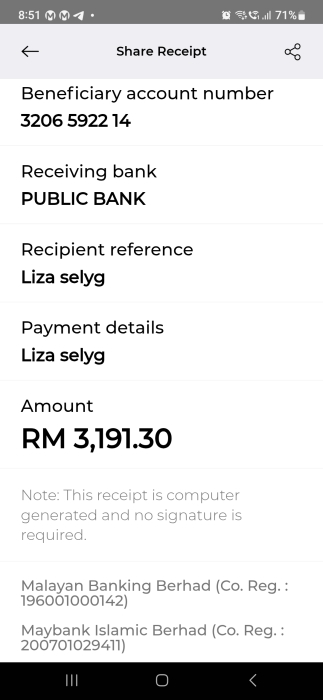 8:51
71%
Share Receipt
Beneficiary account number
3206 5922 14
Receiving bank
PUBLIC BANK
Recipient reference
Liza selyg
Payment details
Liza selyg
Amount
RM 3,191.30
Note: This receipt is computer
generated and no signature is
required.
Malayan Banking Berhad (Co. Reg. :
196001000142)
Maybank Islamic Berhad (Co. Reg. :
200701029411)